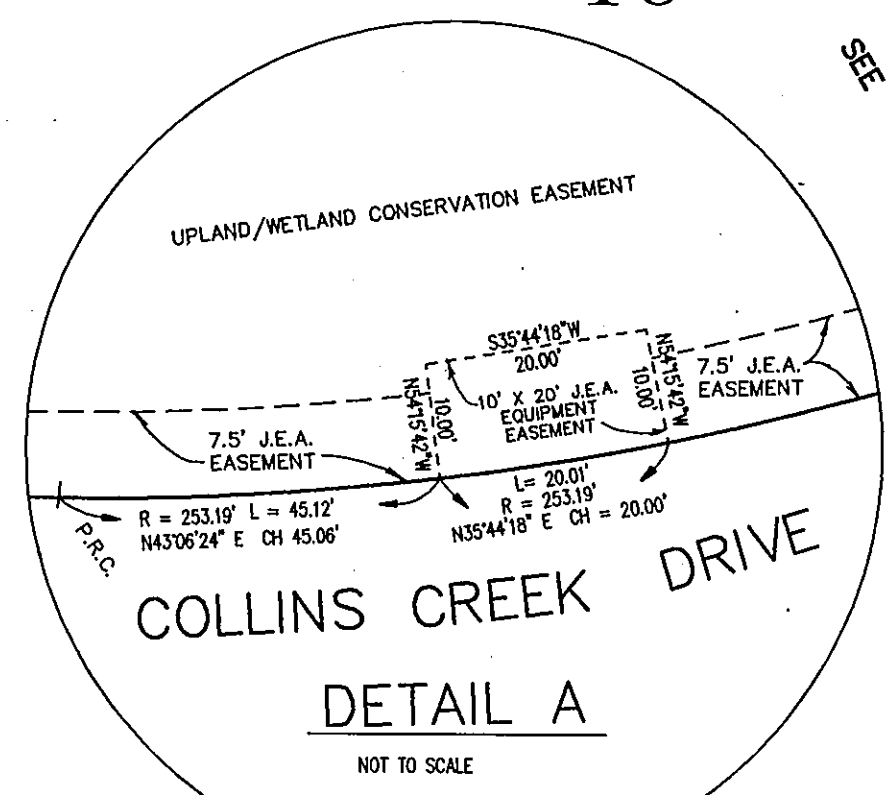 SEE
UPLAND/WETLAND CONSERVATION EASEMENT
S35°44'18"W
20.00'
N54°15'42"W
10.00'
10' X 20' J.E.A.
EQUIPMENT
EASEMENT
N54°15'42"W
10.00'
7.5' J.E.A.
EASEMENT
7.5' J.E.A.
EASEMENT
P.R.C.
R = 253.19' L = 45.12'
N43°06'24" E CH 45.06'
L= 20.01'
R = 253.19'
N35°44'18" E CH = 20.00'
COLLINS CREEK DRIVE
DETAIL A
NOT TO SCALE